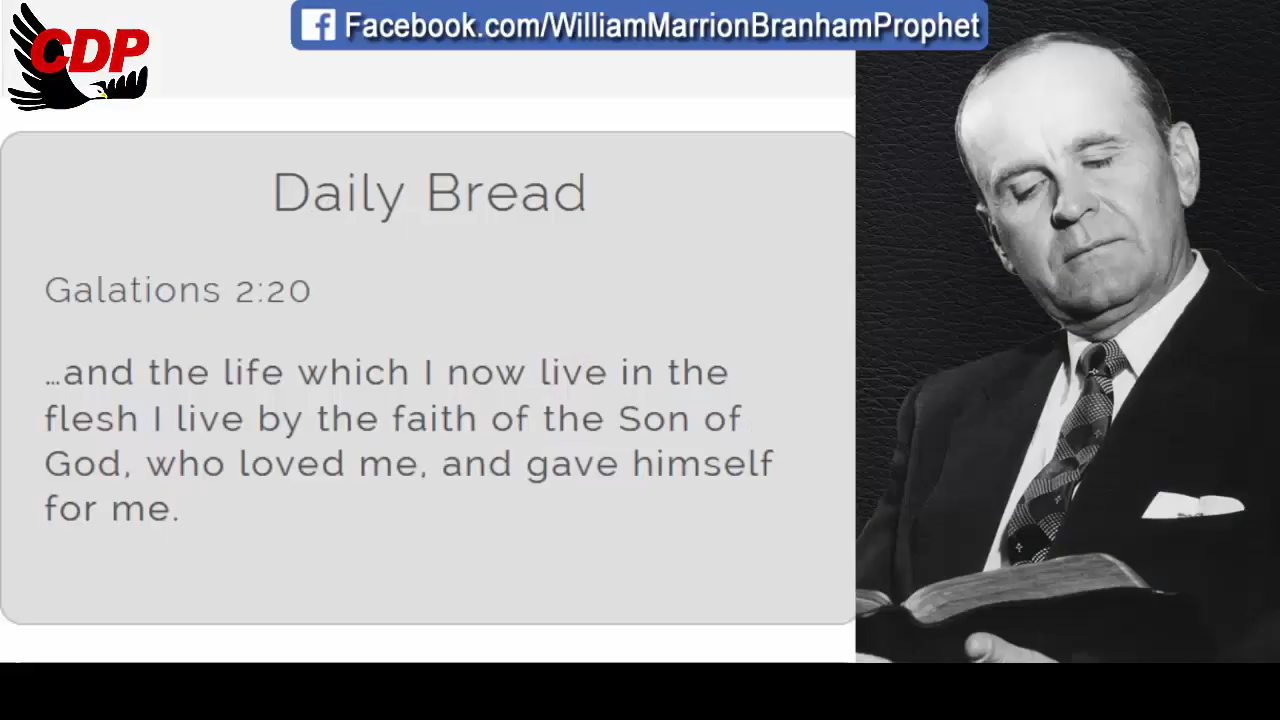 CDP
Facebook.com/WilliamMarrionBranhamProphet
Daily Bread
Galations 2:20
…and the life which I now live in the
flesh I live by the faith of the Son of
God, who loved me, and gave himself
for me.